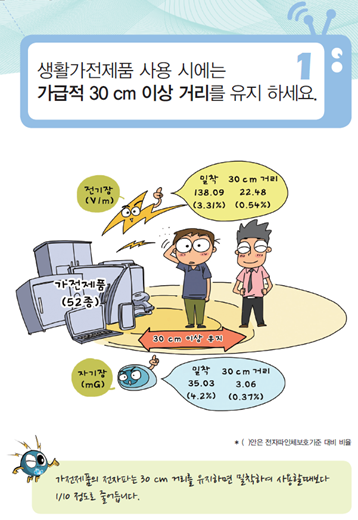 1
생활가전제품 사용 시에는
가급적 30 cm 이상 거리를 유지 하세요.
전기장
(V/m)
밀착 30 cm 거리
138.09 22.48
(3.31%) (0.54%)
가전제품
(52종)
30 cm 이상 유지
자기장
(mG)
밀착 30 cm 거리
35.03 3.06
(4.2%) (0.37%)
* ( )안은 전자파인체보호기준 대비 비율
가전제품의 전자파는 30 cm 거리를 유지하면 밀착하여 사용할때보다
1/10 정도로 줄어듭니다.